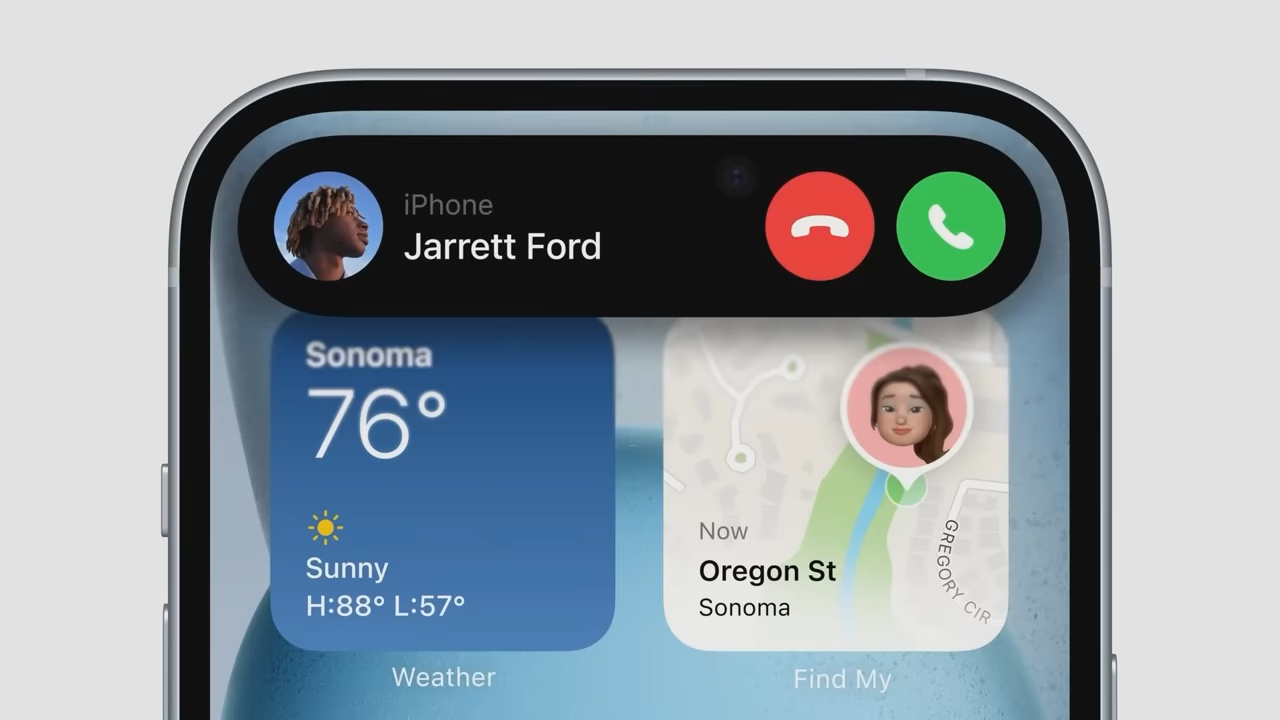 iPhone
Jarrett Ford
Sonoma
76°
Sunny
H:88° L:57°
Weather
Now
Oregon St
Sonoma
GREGORY CIR
Find My